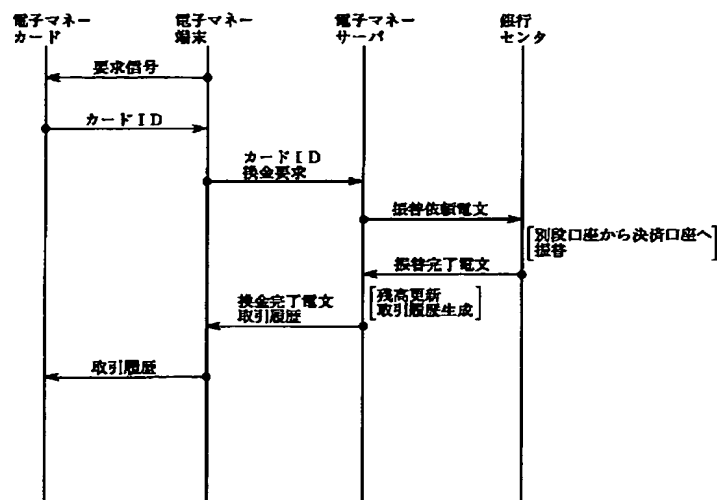 電子マネー
カード
電子マネー
端末
電子マネー
サーバ
銀行
センタ
要求信号
カードID
カードID
換金要求
振替依頼電文
別段口座から決済口座へ
振替
振替完了電文
残高更新
取引履歴生成
換金完了電文
取引履歴
取引履歴